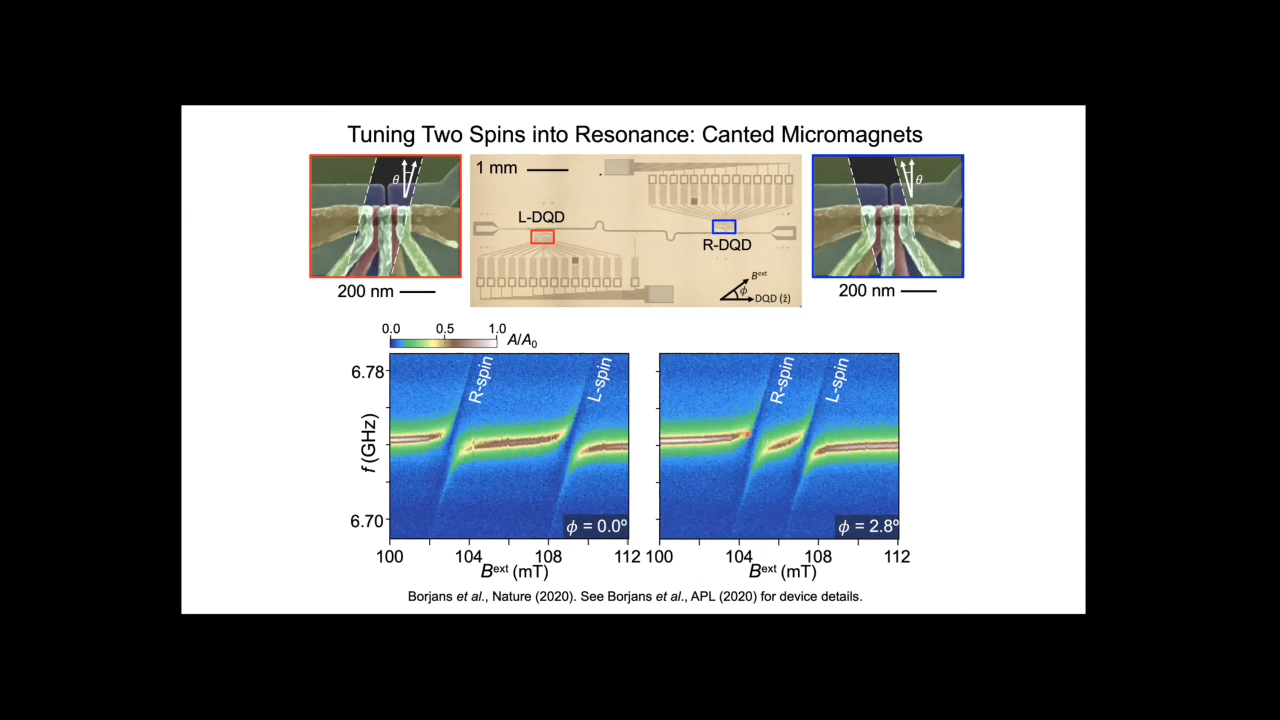 Tuning Two Spins into Resonance: Canted Micromagnets
θ
200 nm
1 mm
L-DQD
R-DQD
Bext
ϕ
DQD (ẑ)
θ
200 nm
0.0 0.5 1.0
A/A0
6.78
6.70
f (GHz)
R-spin
L-spin
ϕ = 0.0º
100 104 108 112
Bext (mT)
R-spin
L-spin
ϕ = 2.8º
100 104 108 112
Bext (mT)
Borjans et al., Nature (2020). See Borjans et al., APL (2020) for device details.